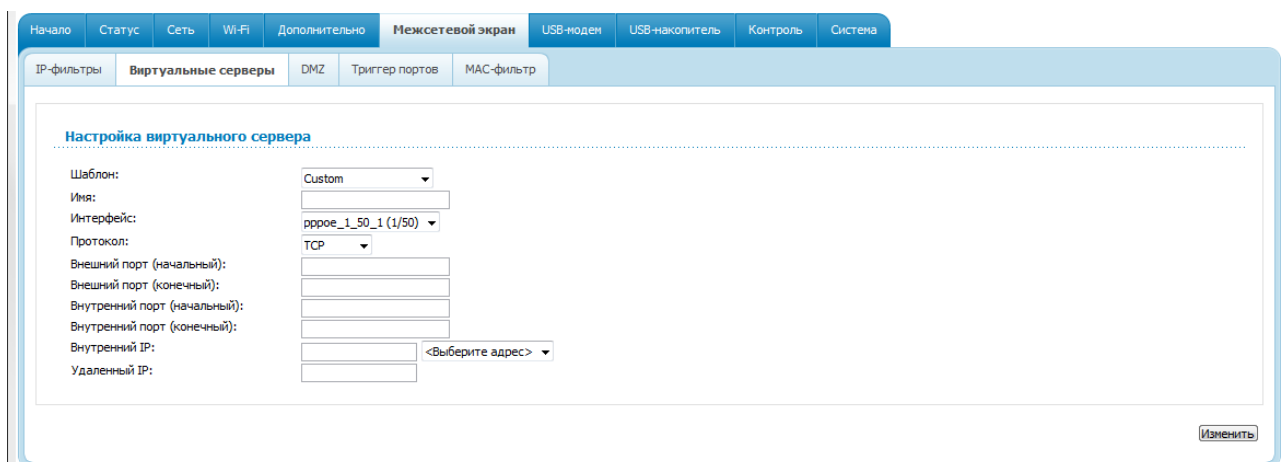 Начало Статус Сеть Wi-Fi Дополнительно Межсетевой экран USB-модем USB-накопитель Контроль Система
IP-фильтры Виртуальные серверы DMZ Триггер портов MAC-фильтр
Настройка виртуального сервера
Шаблон: Custom
Имя:
Интерфейс: pppoe_1_50_1 (1/50)
Протокол: TCP
Внешний порт (начальный):
Внешний порт (конечный):
Внутренний порт (начальный):
Внутренний порт (конечный):
Внутренний IP: <Выберите адрес>
Удаленный IP:
Изменить